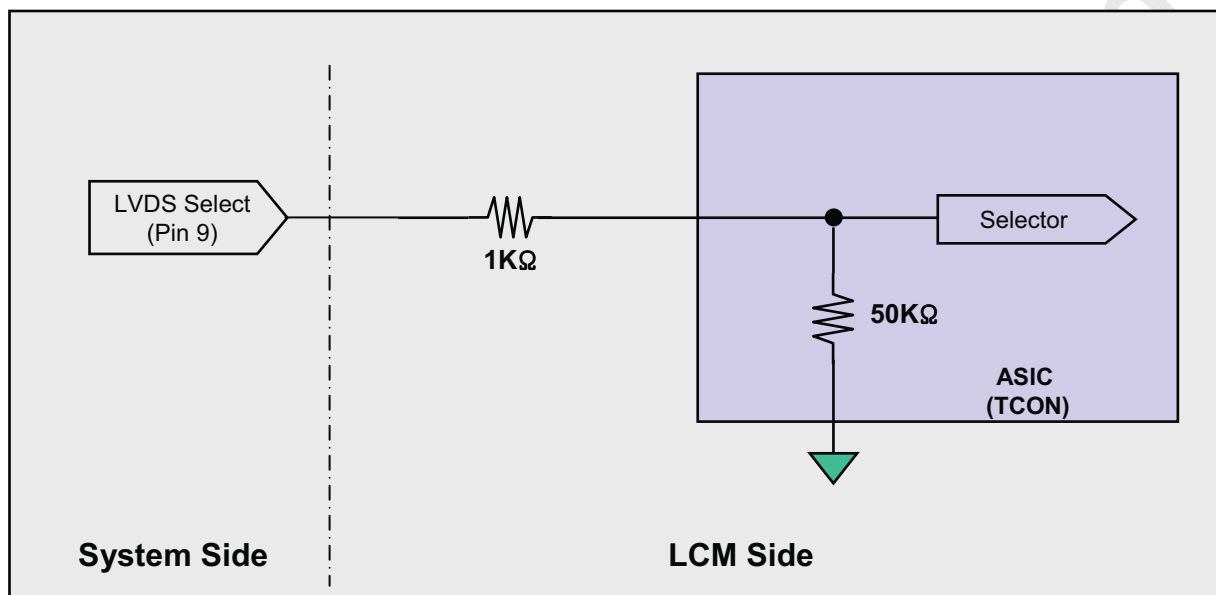 LVDS Select
(Pin 9)
1KΩ
Selector
50KΩ
ASIC
(TCON)
System Side
LCM Side